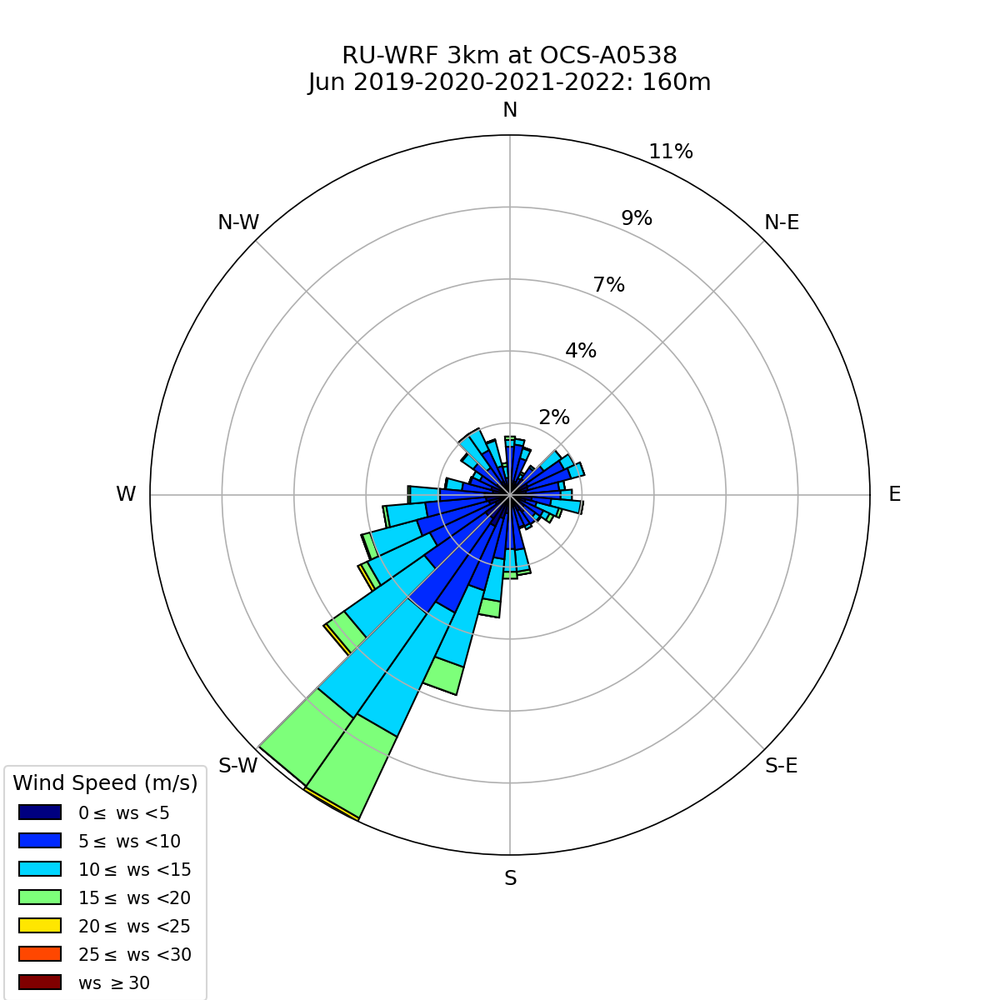 RU-WRF 3km at OCS-A0538
Jun 2019-2020-2021-2022: 160m
N
11%
N-W
9%
N-E
7%
4%
2%
W
E
S-W
S-E
S
Wind Speed (m/s)
0≤ ws <5
5≤ ws <10
10≤ ws <15
15≤ ws <20
20≤ ws <25
25≤ ws <30
ws ≥30